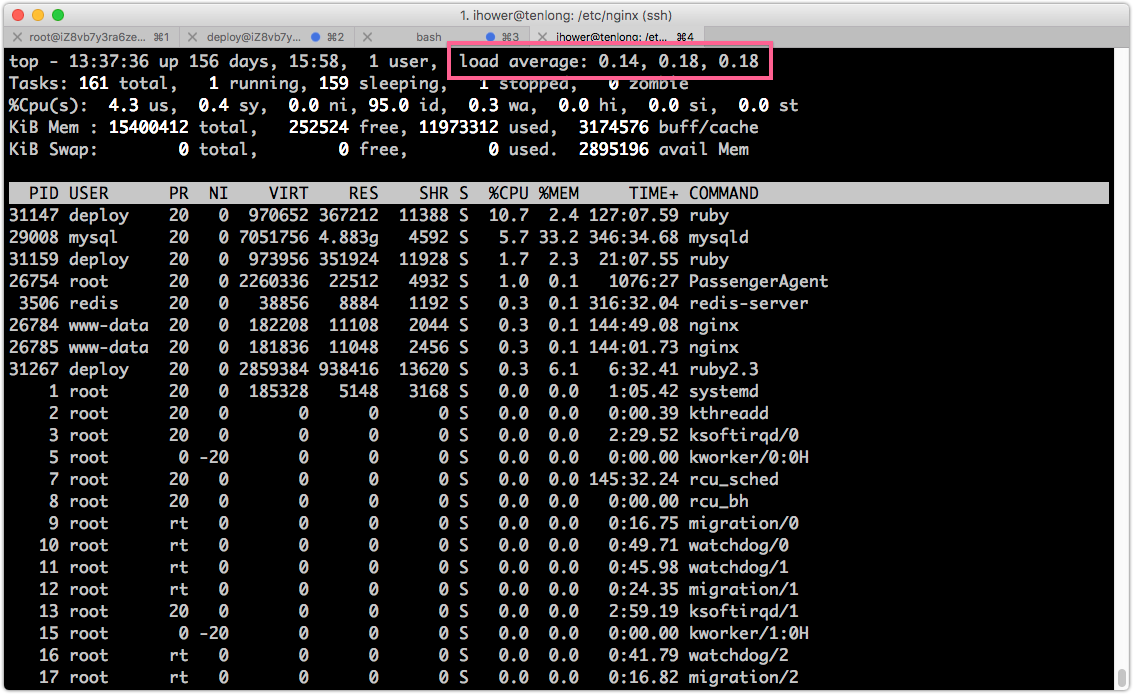 1. ihower@tenlong: /etc/nginx (ssh)
root@iZ8vb7y3ra6ze... ⌘1 deploy@iZ8vb7y... ⌘2 bash ⌘3 ihower@tenlong: /et... ⌘4
top - 13:37:36 up 156 days, 15:58,  1 user,  load average: 0.14, 0.18, 0.18
Tasks: 161 total,   1 running, 159 sleeping,   1 stopped,   0 zombie
%Cpu(s):  4.3 us,  0.4 sy,  0.0 ni, 95.0 id,  0.3 wa,  0.0 hi,  0.0 si,  0.0 st
KiB Mem : 15400412 total,   252524 free, 11973312 used,  3174576 buff/cache
KiB Swap:        0 total,        0 free,        0 used.  2895196 avail Mem
PID USER      PR  NI    VIRT    RES    SHR S  %CPU %MEM     TIME+ COMMAND
31147 deploy    20   0  970652 367212  11388 S  10.7  2.4 127:07.59 ruby
29008 mysql     20   0 7051756 4.883g   4592 S   5.7 33.2 346:34.68 mysqld
31159 deploy    20   0  973956 351924  11928 S   1.7  2.3  21:07.55 ruby
26754 root      20   0 2260336  22512   4932 S   1.0  0.1   1076:27 PassengerAgent
3506 redis     20   0   38856   8884   1192 S   0.3  0.1 316:32.04 redis-server
26784 www-data  20   0  182208  11108   2044 S   0.3  0.1 144:49.08 nginx
26785 www-data  20   0  181836  11048   2456 S   0.3  0.1 144:01.73 nginx
31267 deploy    20   0 2859384 938416  13620 S   0.3  6.1   6:32.41 ruby2.3
1 root      20   0  185328   5148   3168 S   0.0  0.0   1:05.42 systemd
2 root      20   0       0      0      0 S   0.0  0.0   0:00.39 kthreadd
3 root      20   0       0      0      0 S   0.0  0.0   2:29.52 ksoftirqd/0
5 root       0 -20       0      0      0 S   0.0  0.0   0:00.00 kworker/0:0H
7 root      20   0       0      0      0 S   0.0  0.0 145:32.24 rcu_sched
8 root      20   0       0      0      0 S   0.0  0.0   0:00.00 rcu_bh
9 root      rt   0       0      0      0 S   0.0  0.0   0:16.75 migration/0
10 root      rt   0       0      0      0 S   0.0  0.0   0:49.71 watchdog/0
11 root      rt   0       0      0      0 S   0.0  0.0   0:45.98 watchdog/1
12 root      rt   0       0      0      0 S   0.0  0.0   0:24.35 migration/1
13 root      20   0       0      0      0 S   0.0  0.0   2:59.19 ksoftirqd/1
15 root       0 -20       0      0      0 S   0.0  0.0   0:00.00 kworker/1:0H
16 root      rt   0       0      0      0 S   0.0  0.0   0:41.79 watchdog/2
17 root      rt   0       0      0      0 S   0.0  0.0   0:16.82 migration/2